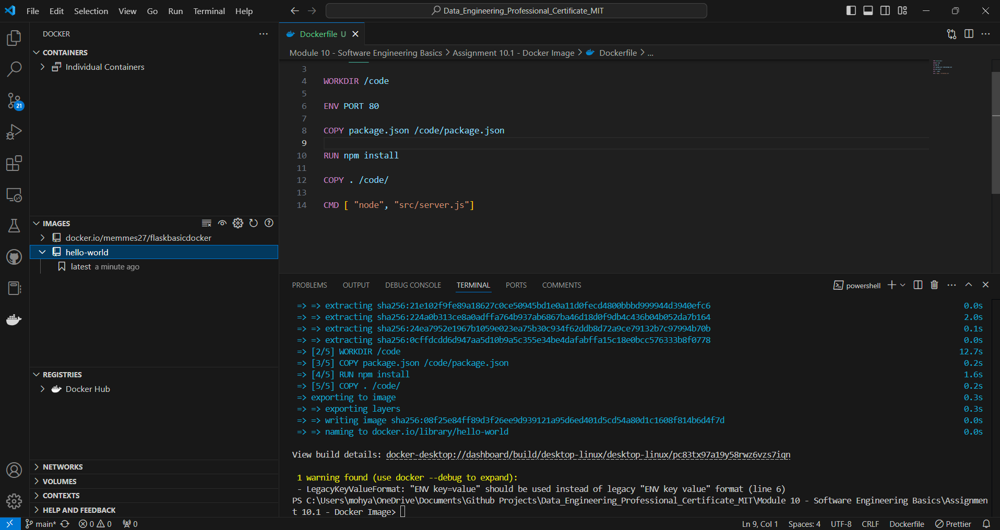 File Edit Selection View Go Run Terminal Help
Data_Engineering_Professional_Certificate_MIT
DOCKER
CONTAINERS
Individual Containers
21
IMAGES
docker.io/memmes27/flaskbasicdocker
hello-world
latest a minute ago
REGISTRIES
Docker Hub
NETWORKS
VOLUMES
CONTEXTS
HELP AND FEEDBACK
Dockerfile U
Module 10 - Software Engineering Basics > Assignment 10.1 - Docker Image > Dockerfile > ...
3
4 WORKDIR /code
5
6 ENV PORT 80
7
8 COPY package.json /code/package.json
9
10 RUN npm install
11
12 COPY . /code/
13
14 CMD [ "node", "src/server.js"]
PROBLEMS OUTPUT DEBUG CONSOLE TERMINAL PORTS COMMENTS
powershell
=> => extracting sha256:21e102f9fe89a18627c0ce50945bd1e0a11d0fecd4800bbbd999944d3940efc6 0.0s
=> => extracting sha256:224a0b313ce8a0adffa764b937ab6867ba46d18d0f9db4c436b04b052da7b164 2.0s
=> => extracting sha256:24ea7952e1967b1059e023ea75b30c934f62ddb8d72a9ce79132b7c97994b70b 0.1s
=> => extracting sha256:0cffdcdd6d947aa5d10b9a5c355e34be4dafabffa15c18e0bcc576333b8f0778 0.0s
=> [2/5] WORKDIR /code 12.7s
=> [3/5] COPY package.json /code/package.json 0.2s
=> [4/5] RUN npm install 1.6s
=> [5/5] COPY . /code/ 0.2s
=> exporting to image 0.3s
=> => exporting layers 0.3s
=> => writing image sha256:08f25e84ff89d3f26ee9d939121a95d6ed401d5cd54a80d1c1608f814b6d4f7d 0.0s
=> => naming to docker.io/library/hello-world 0.0s
View build details: docker-desktop://dashboard/build/desktop-linux/desktop-linux/pc83tx97a19y58rwz6vzs7iqn
1 warning found (use docker --debug to expand):
- LegacyKeyValueFormat: "ENV key=value" should be used instead of legacy "ENV key value" format (line 6)
PS C:\Users\mohya\OneDrive\Documents\Github Projects\Data_Engineering_Professional_Certificate_MIT\Module 10 - Software Engineering Basics\Assignmen
t 10.1 - Docker Image>
main* 0 0 0
Ln 9, Col 1 Spaces: 4 UTF-8 CRLF Dockerfile Prettier